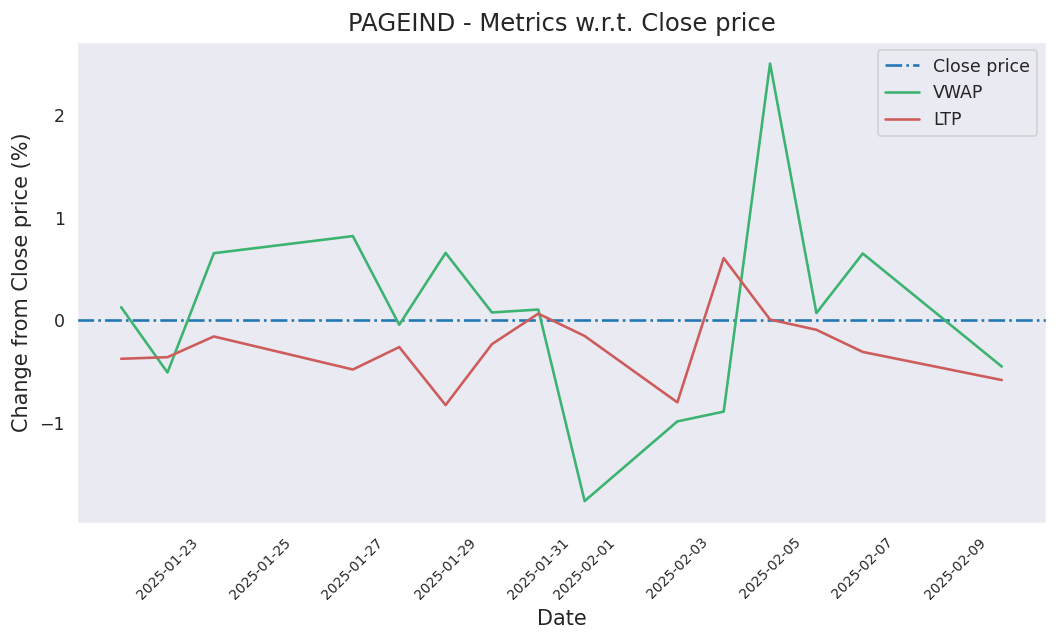 PAGEIND - Metrics w.r.t. Close price
Change from Close price (%)
2
1
0
−1
Close price
VWAP
LTP
2025-01-23
2025-01-25
2025-01-27
2025-01-29
2025-01-31
2025-02-01
2025-02-03
2025-02-05
2025-02-07
2025-02-09
Date